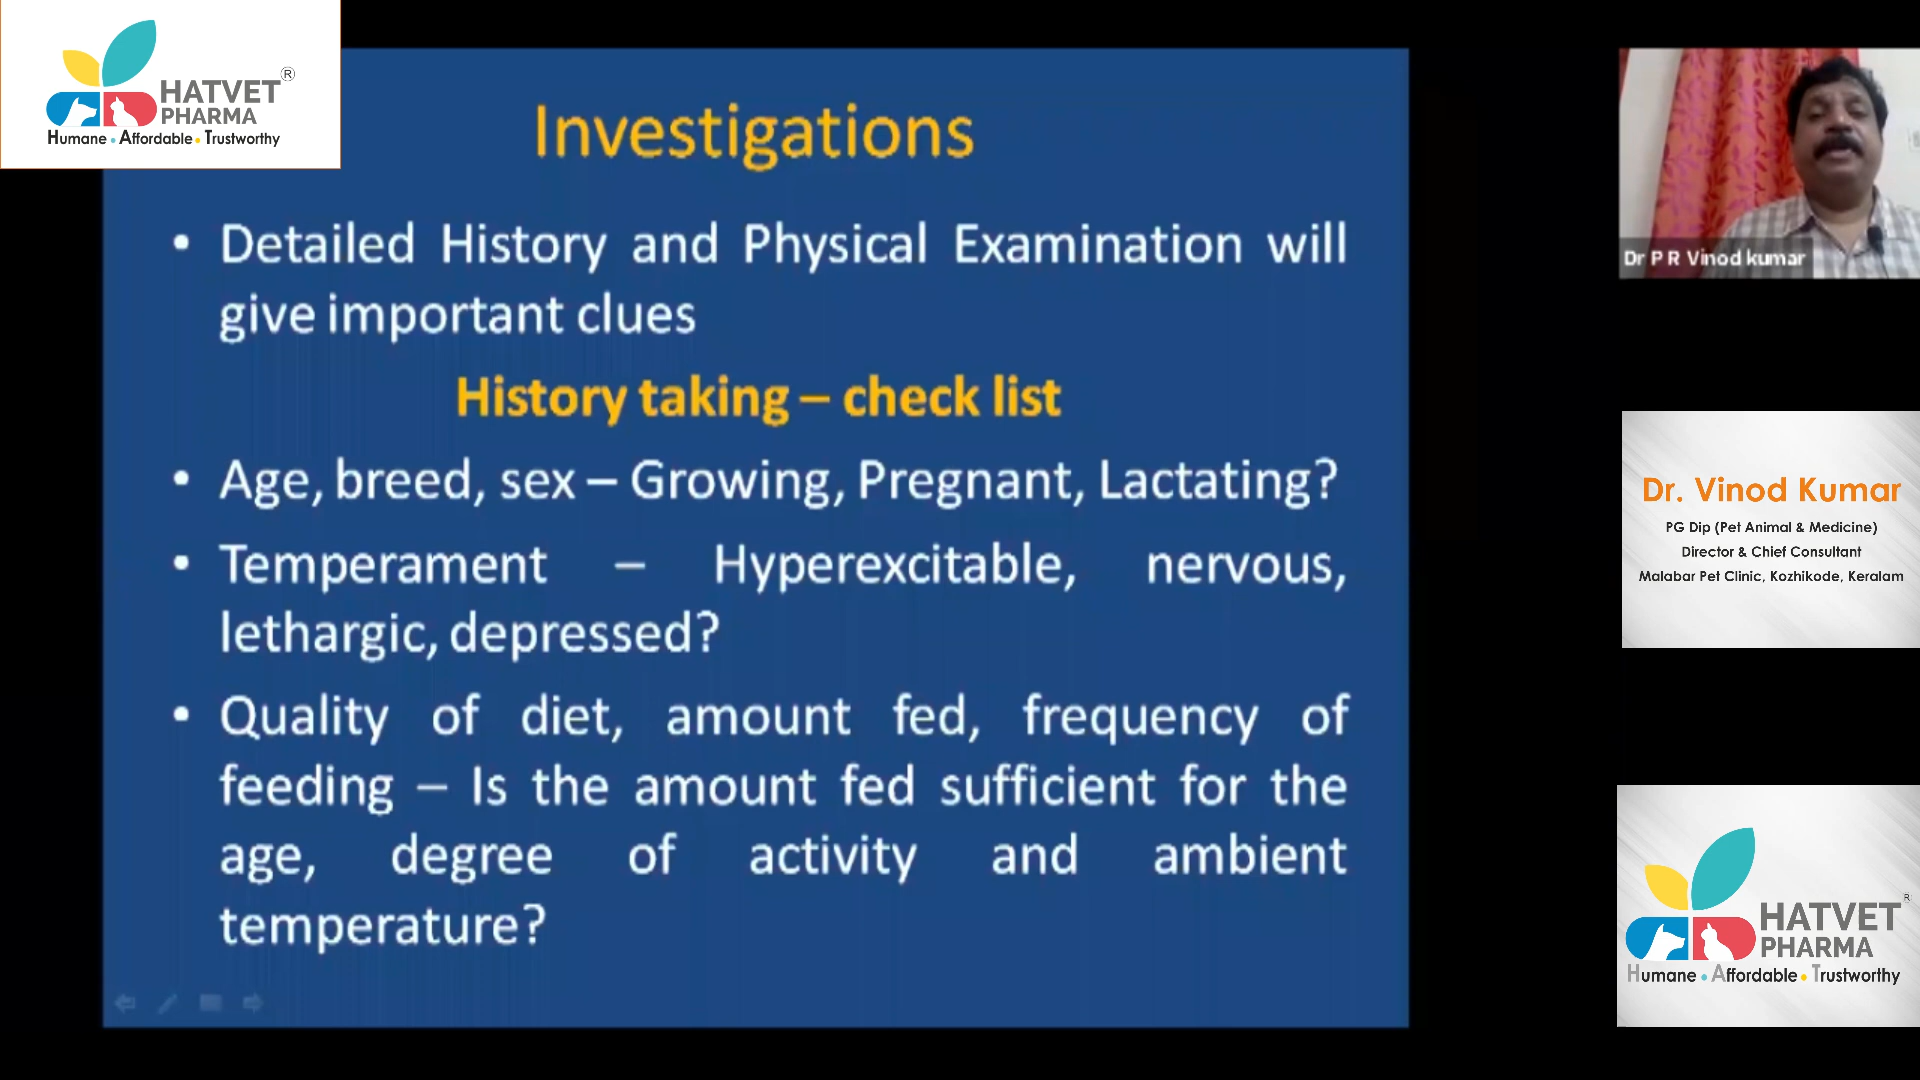 HATVET®
PHARMA
Humane • Affordable • Trustworthy
Investigations
• Detailed History and Physical Examination will
give important clues
History taking – check list
• Age, breed, sex – Growing, Pregnant, Lactating?
• Temperament – Hyperexcitable, nervous,
lethargic, depressed?
• Quality of diet, amount fed, frequency of
feeding – Is the amount fed sufficient for the
age, degree of activity and ambient
temperature?
Dr P R Vinod kumar
Dr. Vinod Kumar
PG Dip (Pet Animal & Medicine)
Director & Chief Consultant
Malabar Pet Clinic, Kozhikode, Keralam
HATVET®
PHARMA
Humane • Affordable • Trustworthy